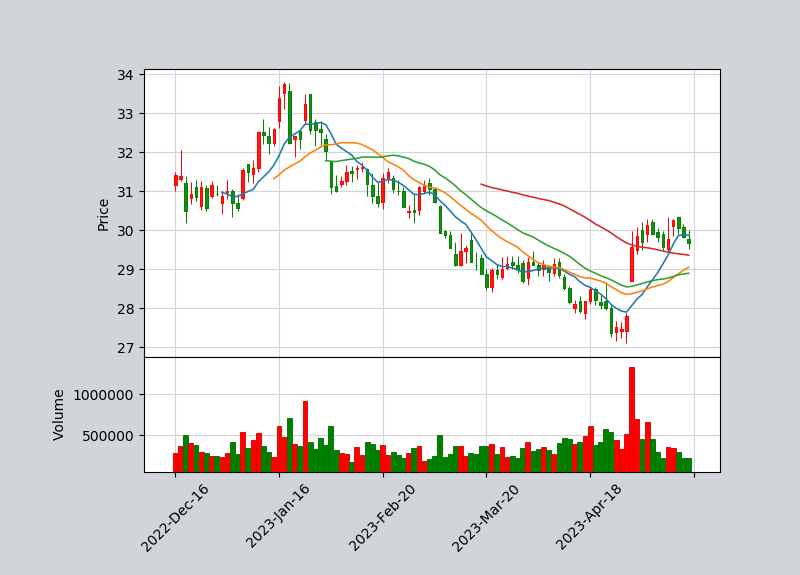 34
33
32
31
30
29
28
27
Price
1000000
500000
Volume
2022-Dec-16
2023-Jan-16
2023-Feb-20
2023-Mar-20
2023-Apr-18